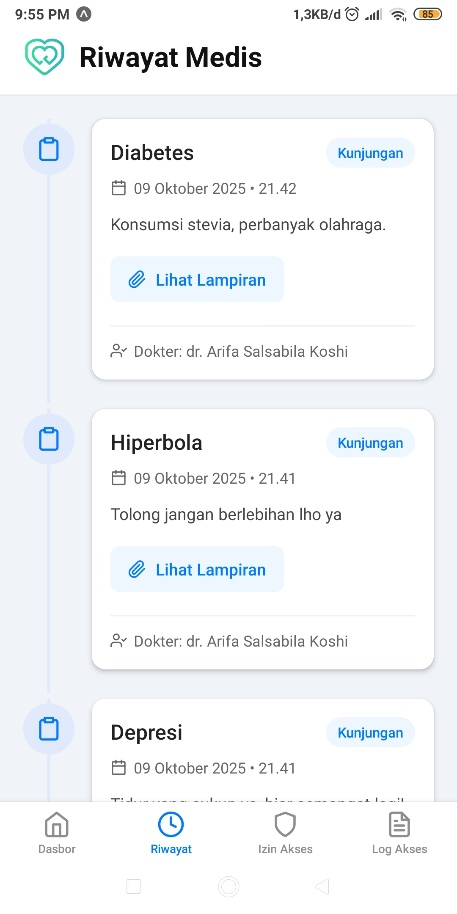 9:55 PM
1,3KB/d
85
Riwayat Medis
Diabetes
Kunjungan
09 Oktober 2025 • 21.42
Konsumsi stevia, perbanyak olahraga.
Lihat Lampiran
Dokter: dr. Arifa Salsabila Koshi
Hiperbola
Kunjungan
09 Oktober 2025 • 21.41
Tolong jangan berlebihan lho ya
Lihat Lampiran
Dokter: dr. Arifa Salsabila Koshi
Depresi
Kunjungan
09 Oktober 2025 • 21.41
Dasbor
Riwayat
Izin Akses
Log Akses